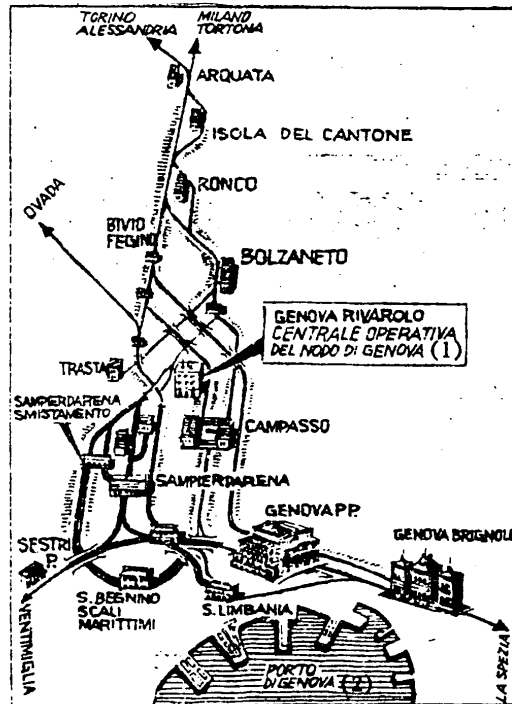 TORINO
ALESSANDRIA
MILANO
TORTONA
ARQUATA
ISOLA DEL CANTONE
RONCO
OVADA
BIVIO
FEGINO
BOLZANETO
GENOVA RIVAROLO
CENTRALE OPERATIVA
DEL NODO DI GENOVA (1)
TRASTA
SAMPIERDARENA
SMISTAMENTO
CAMPASSO
SAMPIERDARENA
GENOVA P.P.
GENOVA BRIGNOLE
SESTRI
P.
S. BEGNINO
SCALI
MARITTIMI
S. LIMBANIA
VENTIMIGLIA
PORTO
DI GENOVA (2)
LA SPEZIA